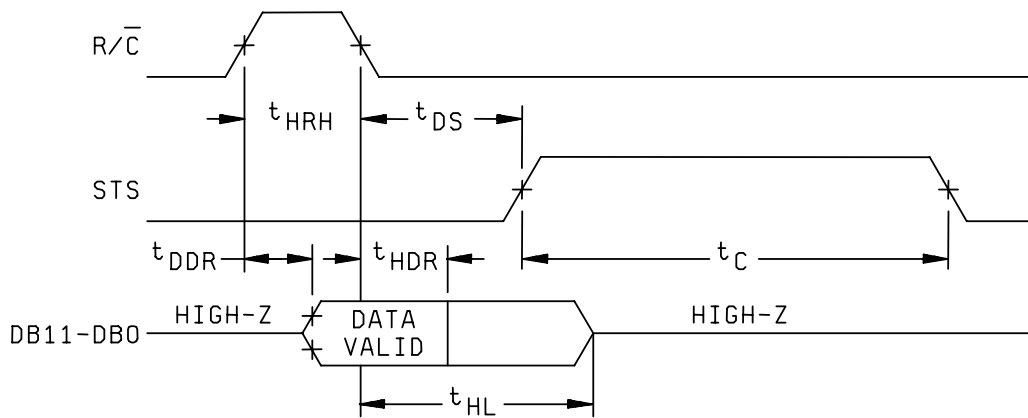 R/C̅
tHRH
tDS
STS
tDDR
tHDR
tC
HIGH-Z
DATA
VALID
HIGH-Z
DB11-DB0
tHL